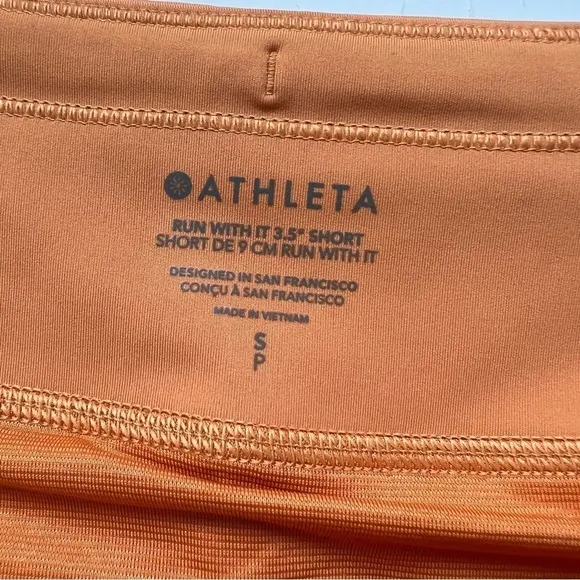 ATHLETA
RUN WITH IT 3.5" SHORT
SHORT DE 9 CM RUN WITH IT
DESIGNED IN SAN FRANCISCO
CONÇU À SAN FRANCISCO
MADE IN VIETNAM
S
P